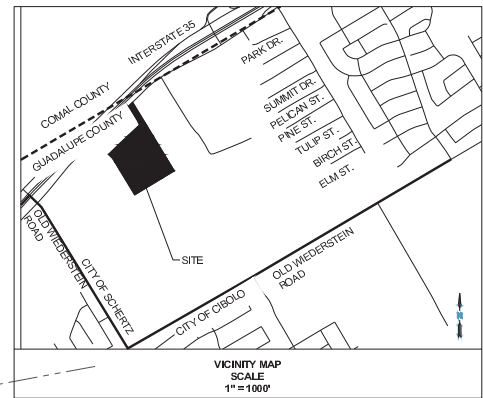 INTERSTATE 35
PARK DR.
COMAL COUNTY
GUADALUPE COUNTY
SUMMIT DR.
PELICAN ST.
PINE ST.
TULIP ST.
BIRCH ST.
ELM ST.
OLD WIEDERSTEIN
ROAD
CITY OF SCHERTZ
SITE
OLD WIEDERSTEIN
ROAD
CITY OF CIBOLO
N
VICINITY MAP
SCALE
1" = 1000'